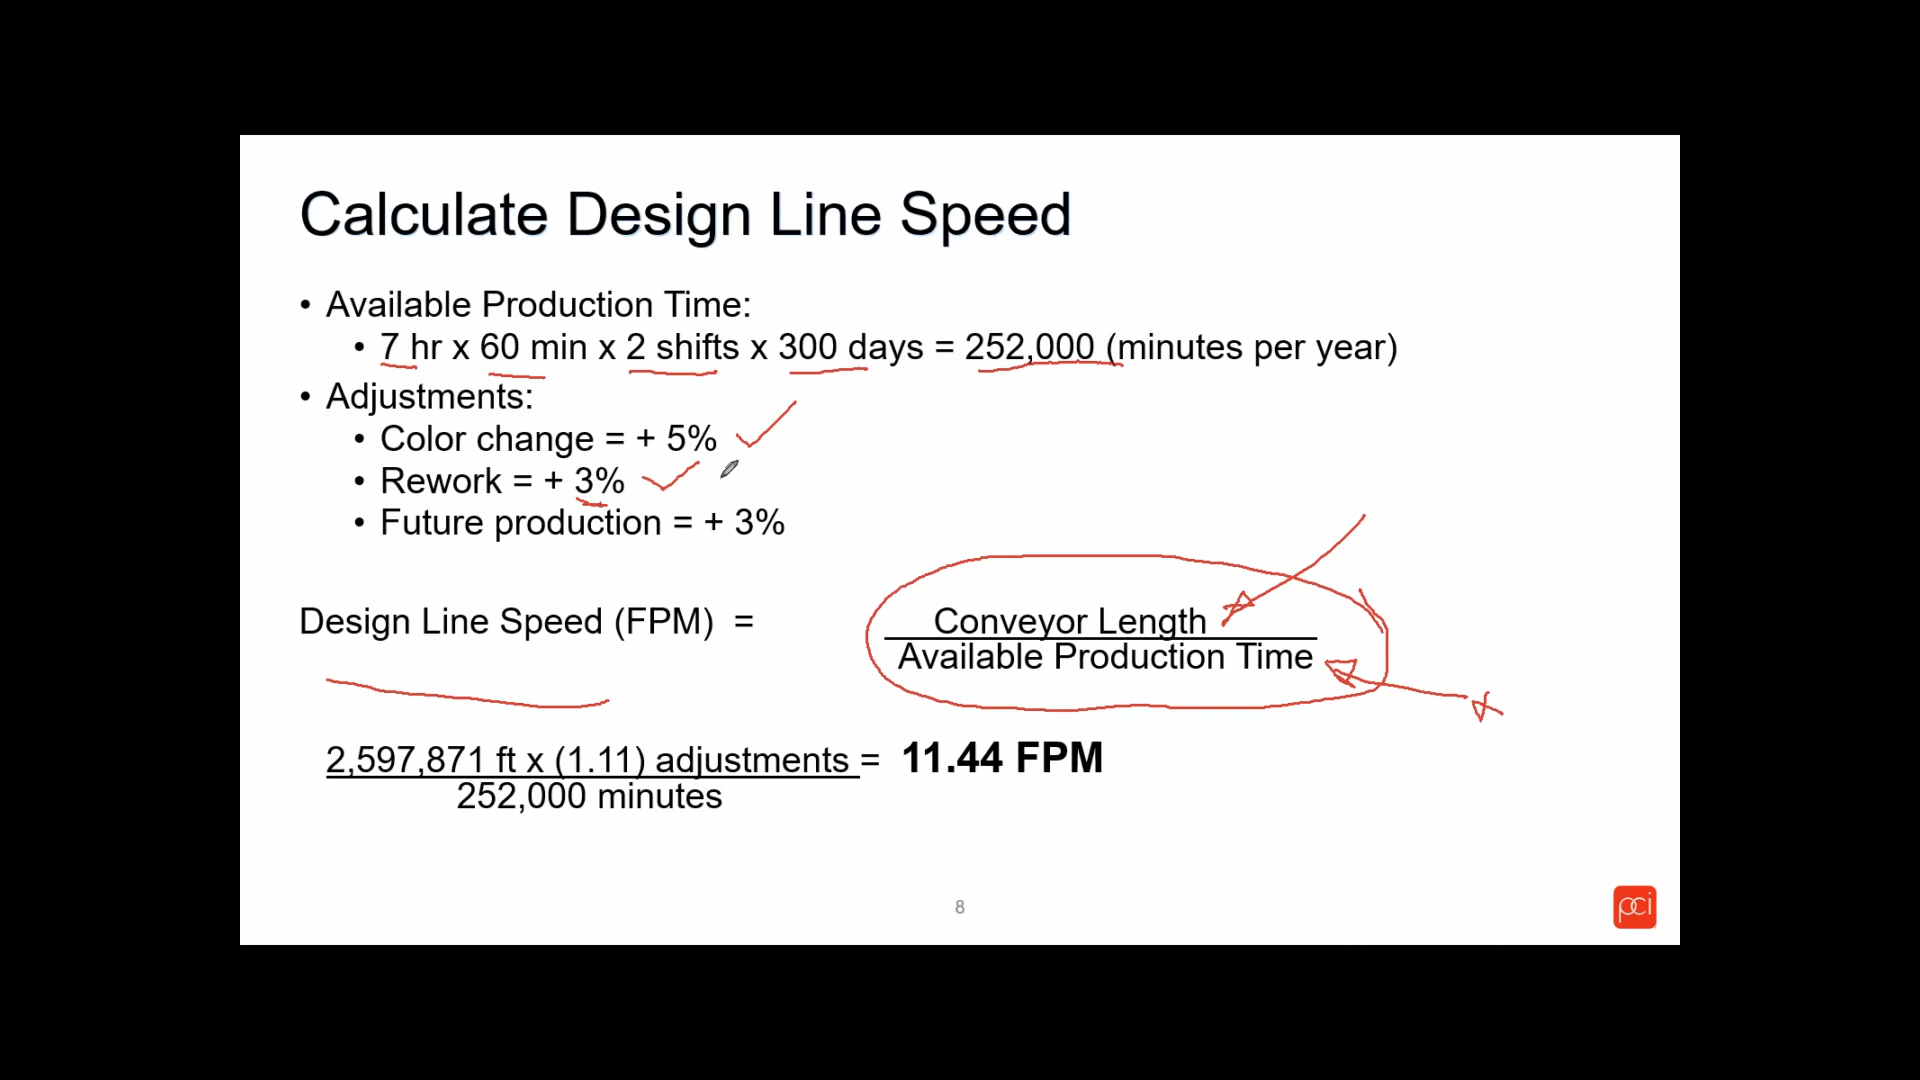 Calculate Design Line Speed
• Available Production Time:
• 7 hr x 60 min x 2 shifts x 300 days = 252,000 (minutes per year)
• Adjustments:
• Color change = + 5%
• Rework = + 3%
• Future production = + 3%
Design Line Speed (FPM) = Conveyor Length
Available Production Time
2,597,871 ft x (1.11) adjustments = 11.44 FPM
252,000 minutes
8
pci